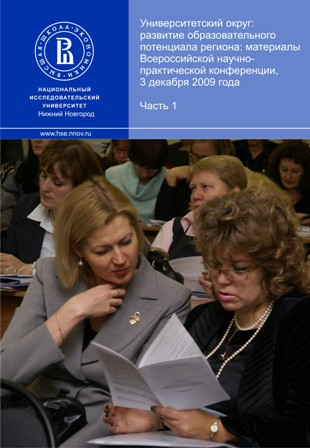 Университетский округ:
развитие образовательного
потенциала региона: материалы
Всероссийской научно-
практической конференции,
3 декабря 2009 года
Часть 1
ВЫСШАЯ ШКОЛА ЭКОНОМИКИ
НАЦИОНАЛЬНЫЙ
ИССЛЕДОВАТЕЛЬСКИЙ
УНИВЕРСИТЕТ
Нижний Новгород
www.hse.nnov.ru